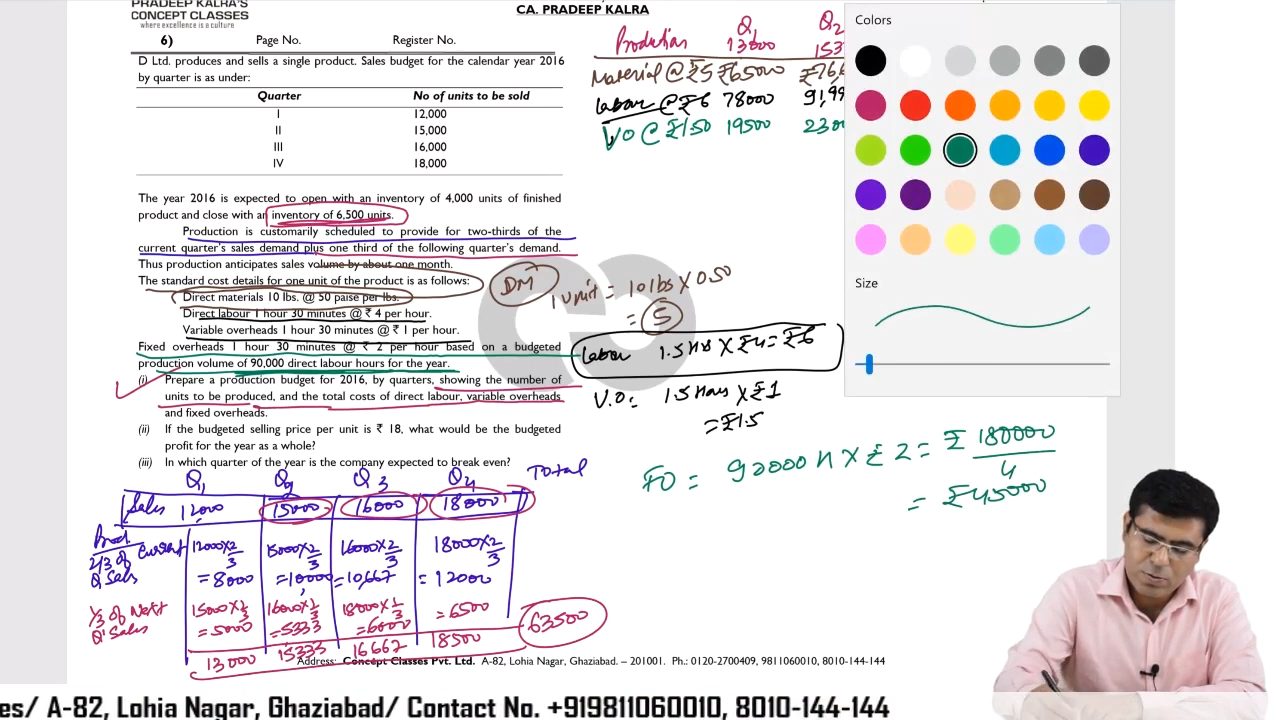 PRADEEP KALRA'S
CONCEPT CLASSES
where excellence is a culture
CA. PRADEEP KALRA
6) Page No. Register No.
D Ltd. produces and sells a single product. Sales budget for the calendar year 2016
by quarter is as under:
Quarter No of units to be sold
I 12,000
II 15,000
III 16,000
IV 18,000
The year 2016 is expected to open with an inventory of 4,000 units of finished
product and close with an inventory of 6,500 units.
Production is customarily scheduled to provide for two-thirds of the
current quarter's sales demand plus one third of the following quarter's demand.
Thus production anticipates sales volume by about one month.
The standard cost details for one unit of the product is as follows:
Direct materials 10 lbs. @ 50 paise per lbs.
Direct labour 1 hour 30 minutes @ ₹ 4 per hour.
Variable overheads 1 hour 30 minutes @ ₹ 1 per hour.
Fixed overheads 1 hour 30 minutes @ ₹ 2 per hour based on a budgeted
production volume of 90,000 direct labour hours for the year.
(i) Prepare a production budget for 2016, by quarters, showing the number of
units to be produced, and the total costs of direct labour, variable overheads
and fixed overheads.
(ii) If the budgeted selling price per unit is ₹ 18, what would be the budgeted
profit for the year as a whole?
(iii) In which quarter of the year is the company expected to break even?
Q1 Q2
Prodution 13000 153
Material @ ₹5 ₹65000 ₹76,6
Labour @ ₹6 78000 91,99
VO @ ₹1.50 19500 2300
DM
1 unit = 10 lbs × 0.50
= 5
Labour 1.5 Hrs × ₹4 = ₹6
V.O = 1.5 Hours × ₹1
= ₹1.5
FO = 90000 H × ₹ 2 = ₹ 180000
4
= ₹45000
Q1 Q2 Q3 Q4 Total
Sales 12000 15000 16000 18000
Prod.
2/3 of Current 12000×2/3 15000×2/3 16000×2/3 18000×2/3
Q Sales =8000 =10000 =10,667 =12000
1/3 of Next 15000×1/3 16000×1/3 18000×1/3 =6500
Q' Sales =5000 =5333 =6000
13000 15333 16667 18500 63500
Address: Concept Classes Pvt. Ltd. A-82, Lohia Nagar, Ghaziabad. – 201001. Ph.: 0120-2700409, 9811060010, 8010-144-144
Colors
Size
es/ A-82, Lohia Nagar, Ghaziabad/ Contact No. +919811060010, 8010-144-144